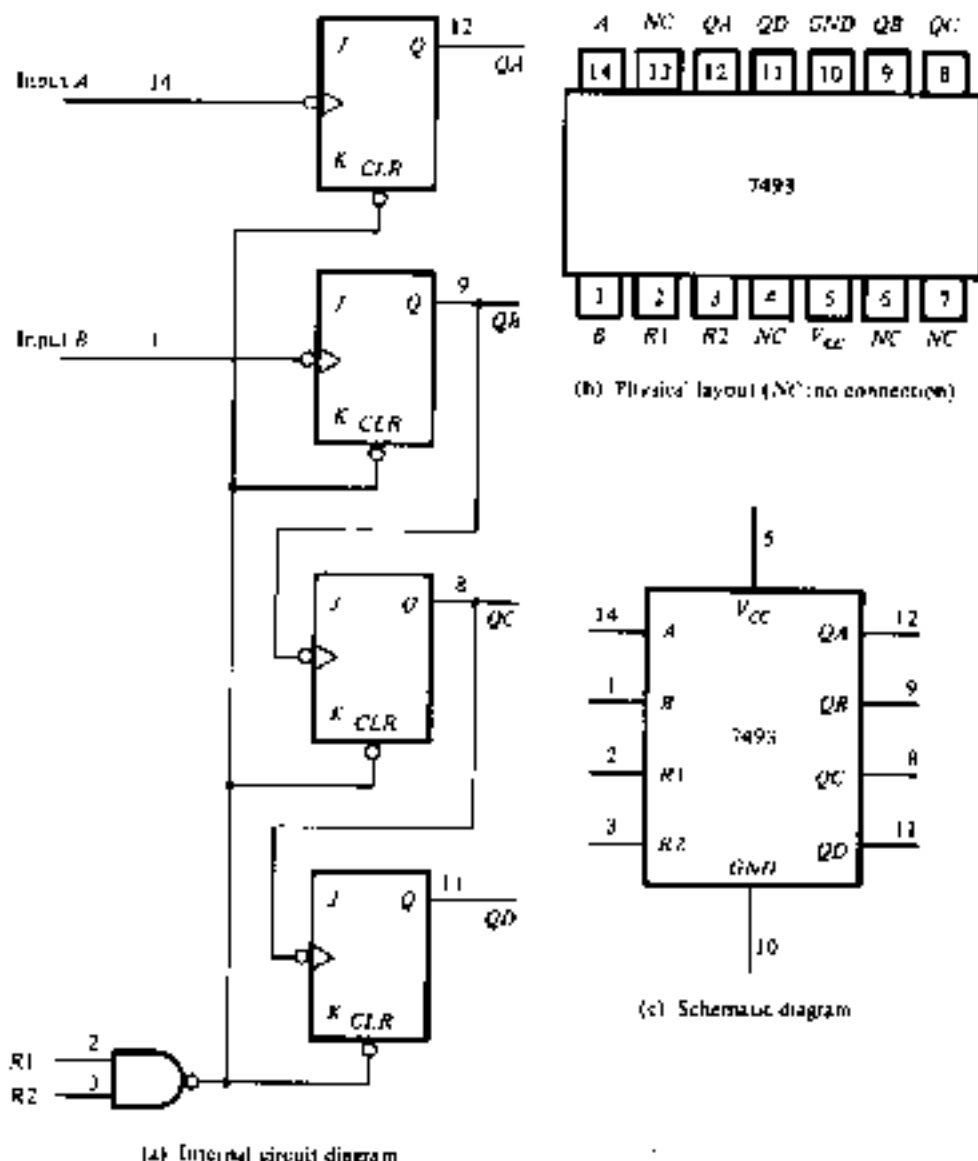 J Q 12
QA
Input A 14
K CLR
J Q 9
QB
Input B 1
K CLR
J Q 8
QC
K CLR
J Q 11
QD
K CLR
R1 2
R2 3
(a) Internal circuit diagram
A NC QA QD GND QB QC
14 13 12 11 10 9 8
7493
1 2 3 4 5 6 7
B R1 R2 NC VCC NC NC
(b) Physical layout (NC: no connection)
5
VCC
14 A QA 12
1 B QB 9
7493
2 R1 QC 8
3 R2 QD 11
GND
10
(c) Schematic diagram